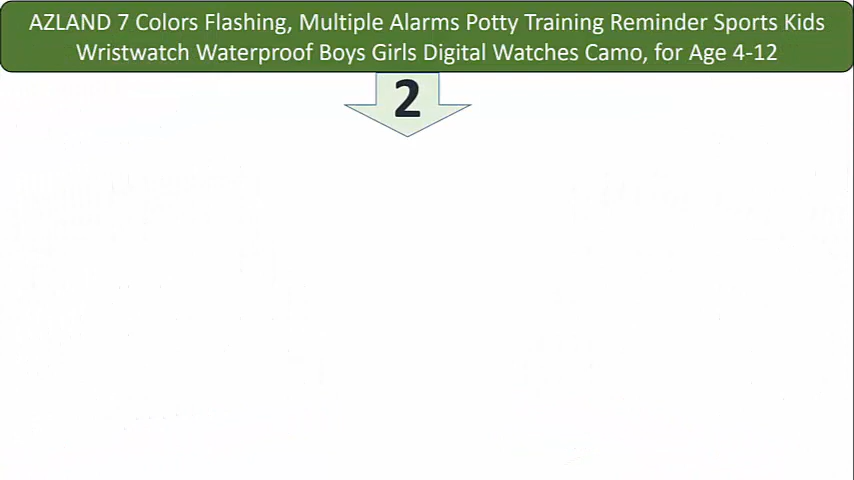 AZLAND 7 Colors Flashing, Multiple Alarms Potty Training Reminder Sports Kids
Wristwatch Waterproof Boys Girls Digital Watches Camo, for Age 4-12
2